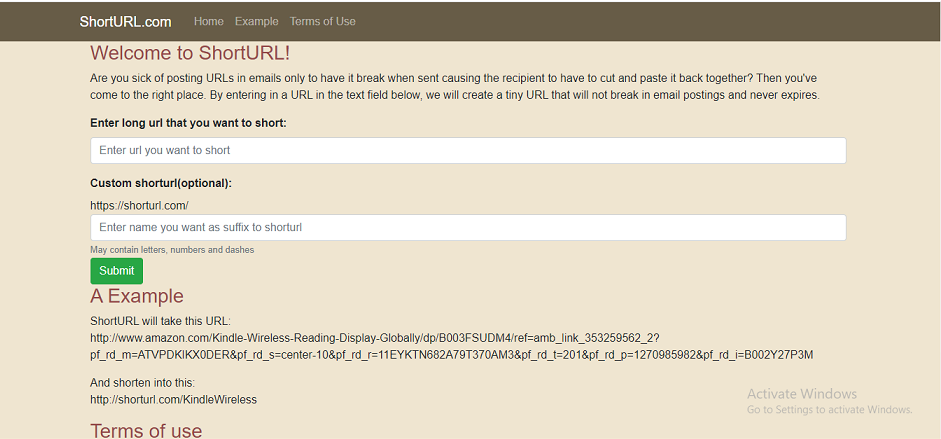 ShortURL.com Home Example Terms of Use
Welcome to ShortURL!
Are you sick of posting URLs in emails only to have it break when sent causing the recipient to have to cut and paste it back together? Then you've
come to the right place. By entering in a URL in the text field below, we will create a tiny URL that will not break in email postings and never expires.
Enter long url that you want to short:
Enter url you want to short
Custom shorturl(optional):
https://shorturl.com/
Enter name you want as suffix to shorturl
May contain letters, numbers and dashes
Submit
A Example
ShortURL will take this URL:
http://www.amazon.com/Kindle-Wireless-Reading-Display-Globally/dp/B003FSUDM4/ref=amb_link_353259562_2?
pf_rd_m=ATVPDKIKX0DER&pf_rd_s=center-10&pf_rd_r=11EYKTN682A79T370AM3&pf_rd_t=201&pf_rd_p=1270985982&pf_rd_i=B002Y27P3M
And shorten into this:
http://shorturl.com/KindleWireless
Activate Windows
Go to Settings to activate Windows.
Terms of use